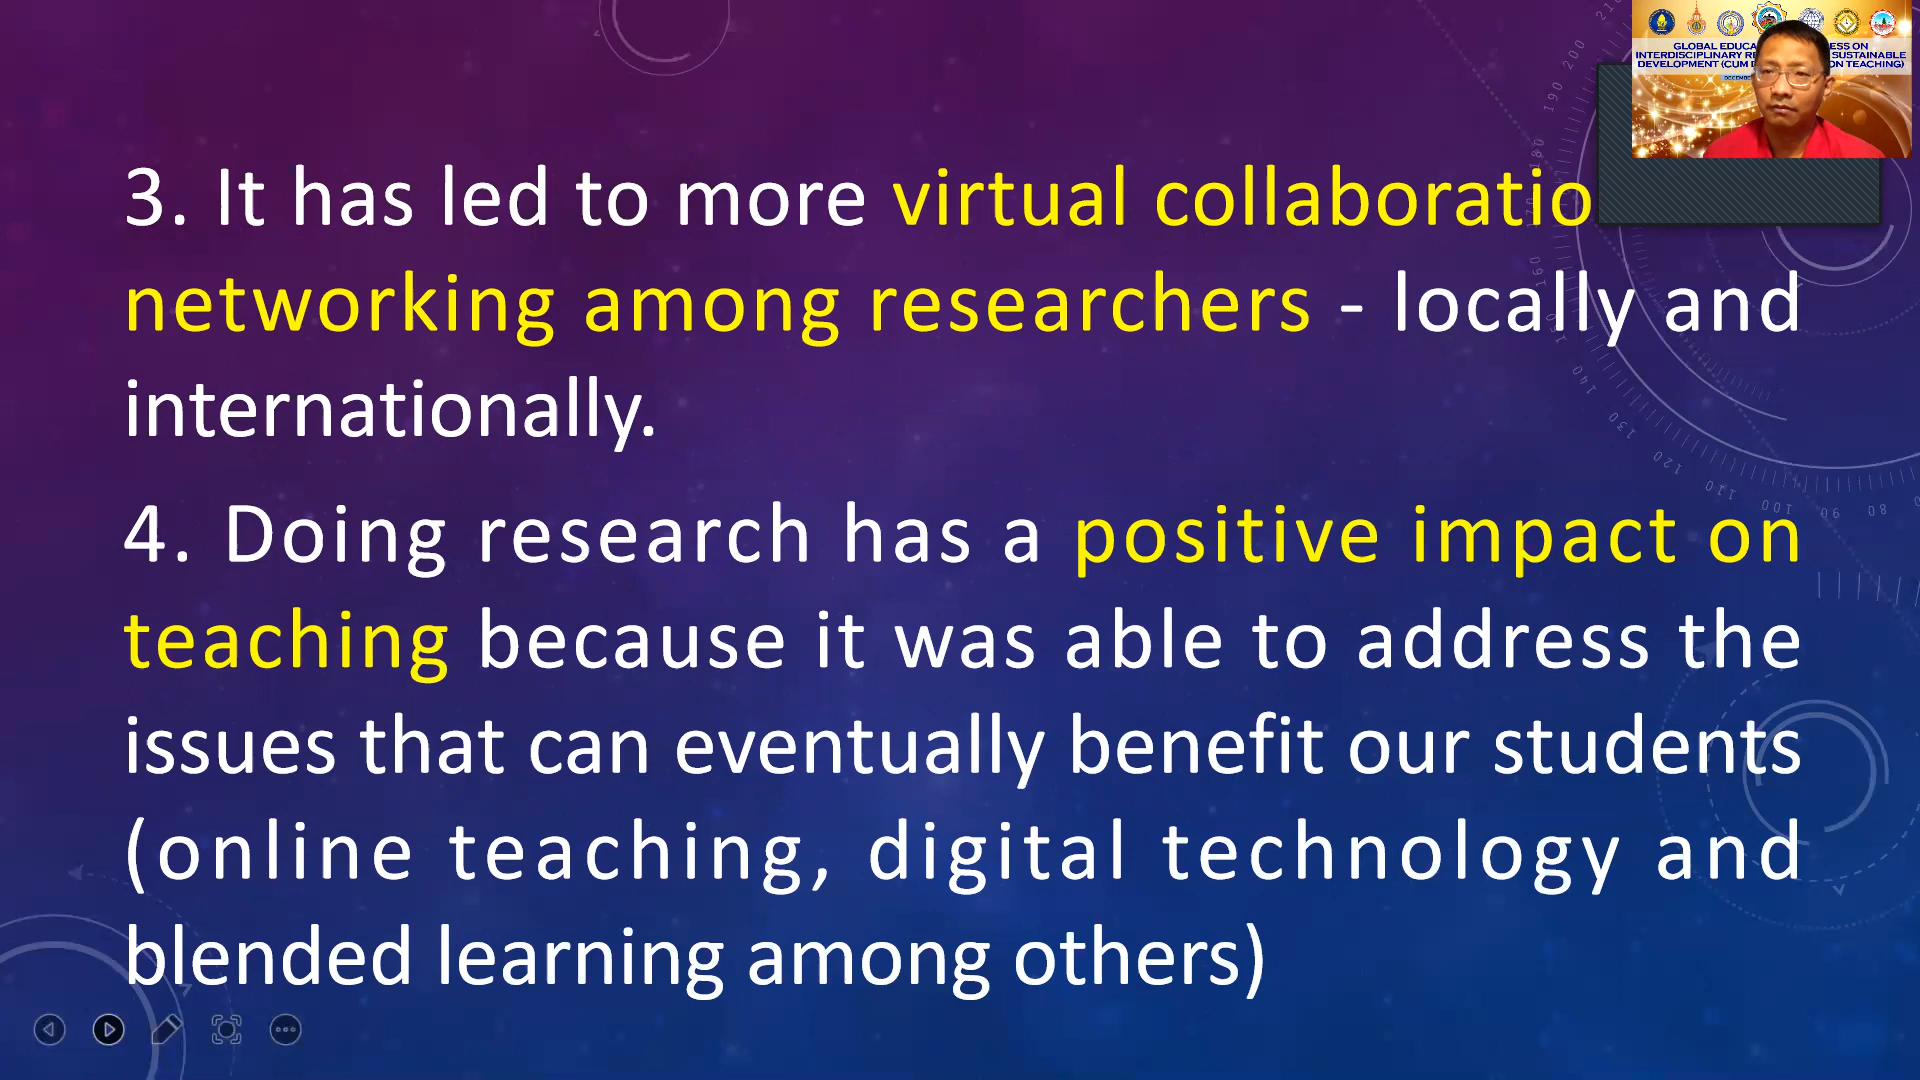 GLOBAL EDUCA ESS ON
INTERDISCIPLINARY RE SUSTAINABLE
DEVELOPMENT (CUM ON TEACHING)
3. It has led to more virtual collaboratio
networking among researchers - locally and
internationally.
4. Doing research has a positive impact on
teaching because it was able to address the
issues that can eventually benefit our students
(online teaching, digital technology and
blended learning among others)